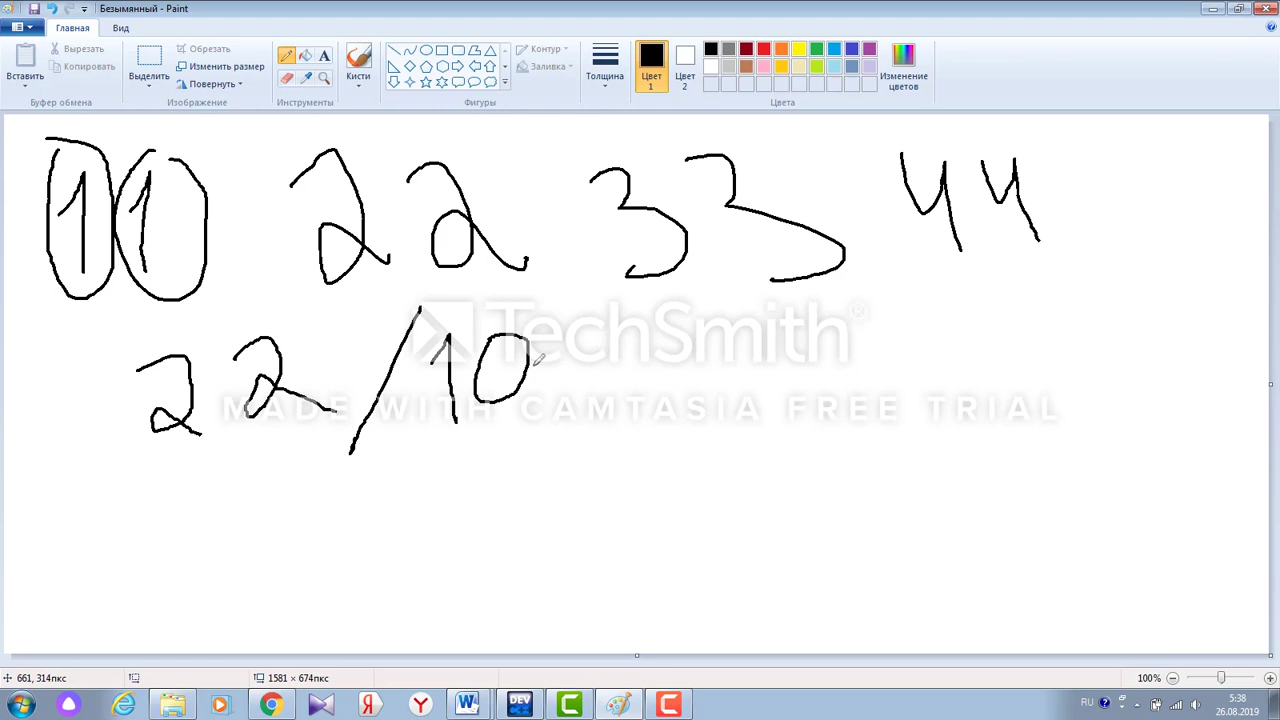 Безымянный - Paint
Главная Вид
Вставить
Вырезать
Копировать
Буфер обмена
Выделить
Обрезать
Изменить размер
Повернуть
Изображение
A
Инструменты
Кисти
Контур
Заливка
Фигуры
Толщина
Цвет 1
Цвет 2
Цвета
Изменение цветов
11 22 33 44
22/10
TechSmith®
MADE WITH CAMTASIA FREE TRIAL
661, 314пкс
1581 × 674пкс
100%
Я Y W DEV C C
RU
5:38
26.08.2019